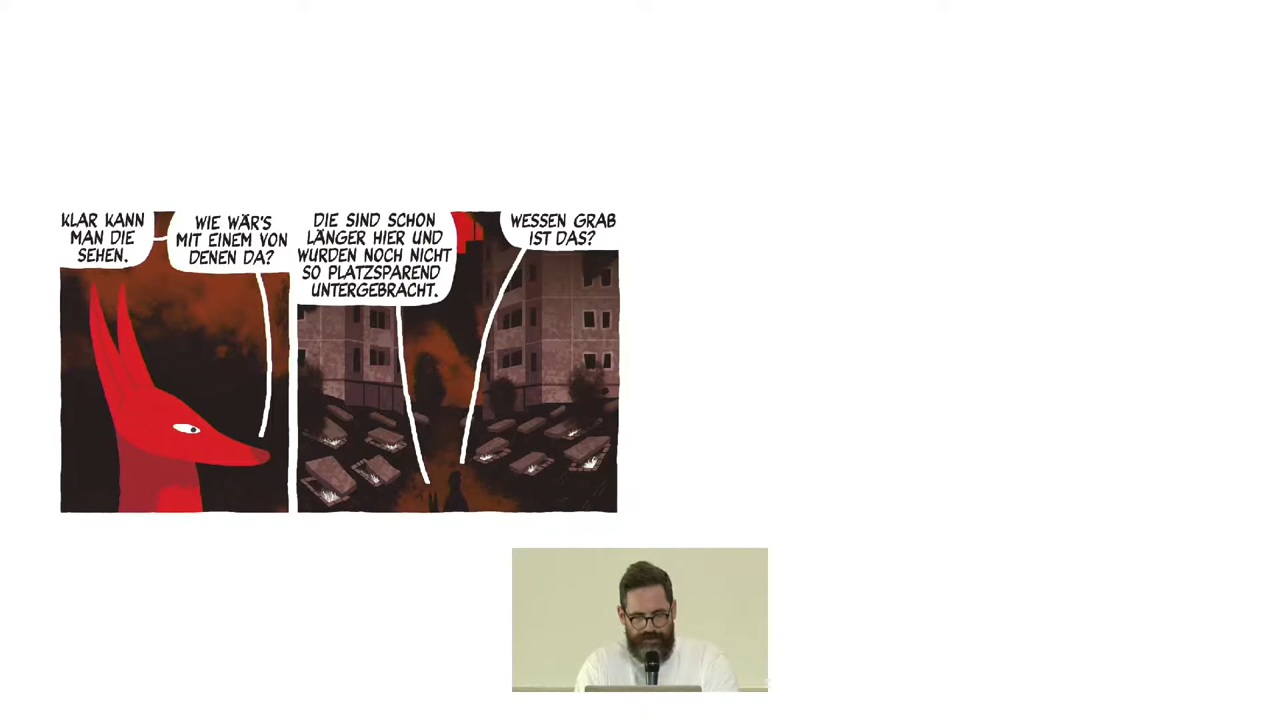 KLAR KANN
MAN DIE
SEHEN.
WIE WÄR'S
MIT EINEM VON
DENEN DA?
DIE SIND SCHON
LÄNGER HIER UND
WURDEN NOCH NICHT
SO PLATZSPAREND
UNTERGEBRACHT.
WESSEN GRAB
IST DAS?